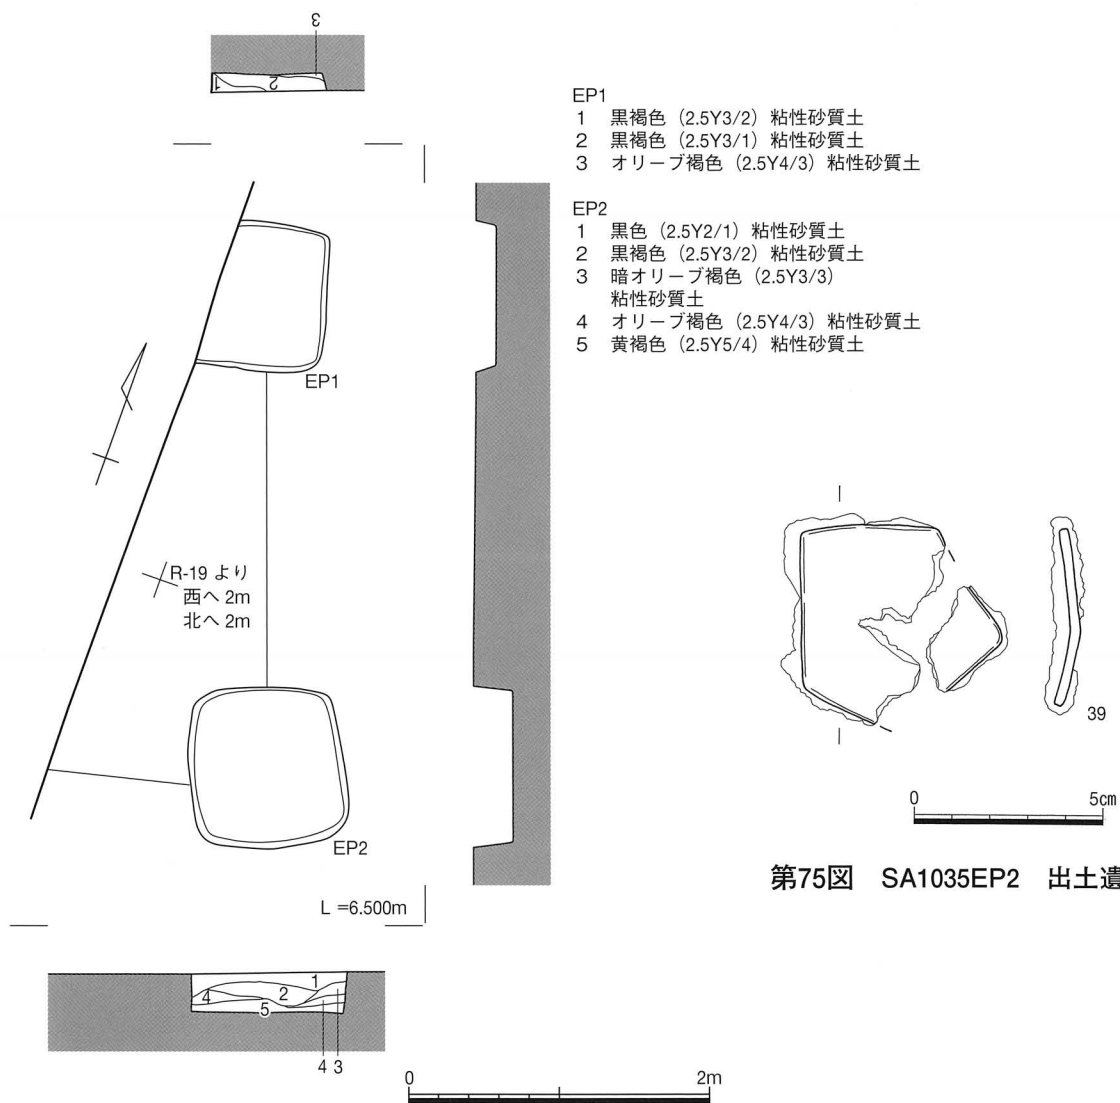 3
1 2
EP1
1 黒褐色（2.5Y3/2）粘性砂質土
2 黒褐色（2.5Y3/1）粘性砂質土
3 オリーブ褐色（2.5Y4/3）粘性砂質土
EP2
1 黒色（2.5Y2/1）粘性砂質土
2 黒褐色（2.5Y3/2）粘性砂質土
3 暗オリーブ褐色（2.5Y3/3）
粘性砂質土
4 オリーブ褐色（2.5Y4/3）粘性砂質土
5 黄褐色（2.5Y5/4）粘性砂質土
EP1
R-19 より
西へ 2m
北へ 2m
EP2
L =6.500m
39
0 5㎝
第75図 SA1035EP2 出土遺
1
4 2
5
4 3
0 2m